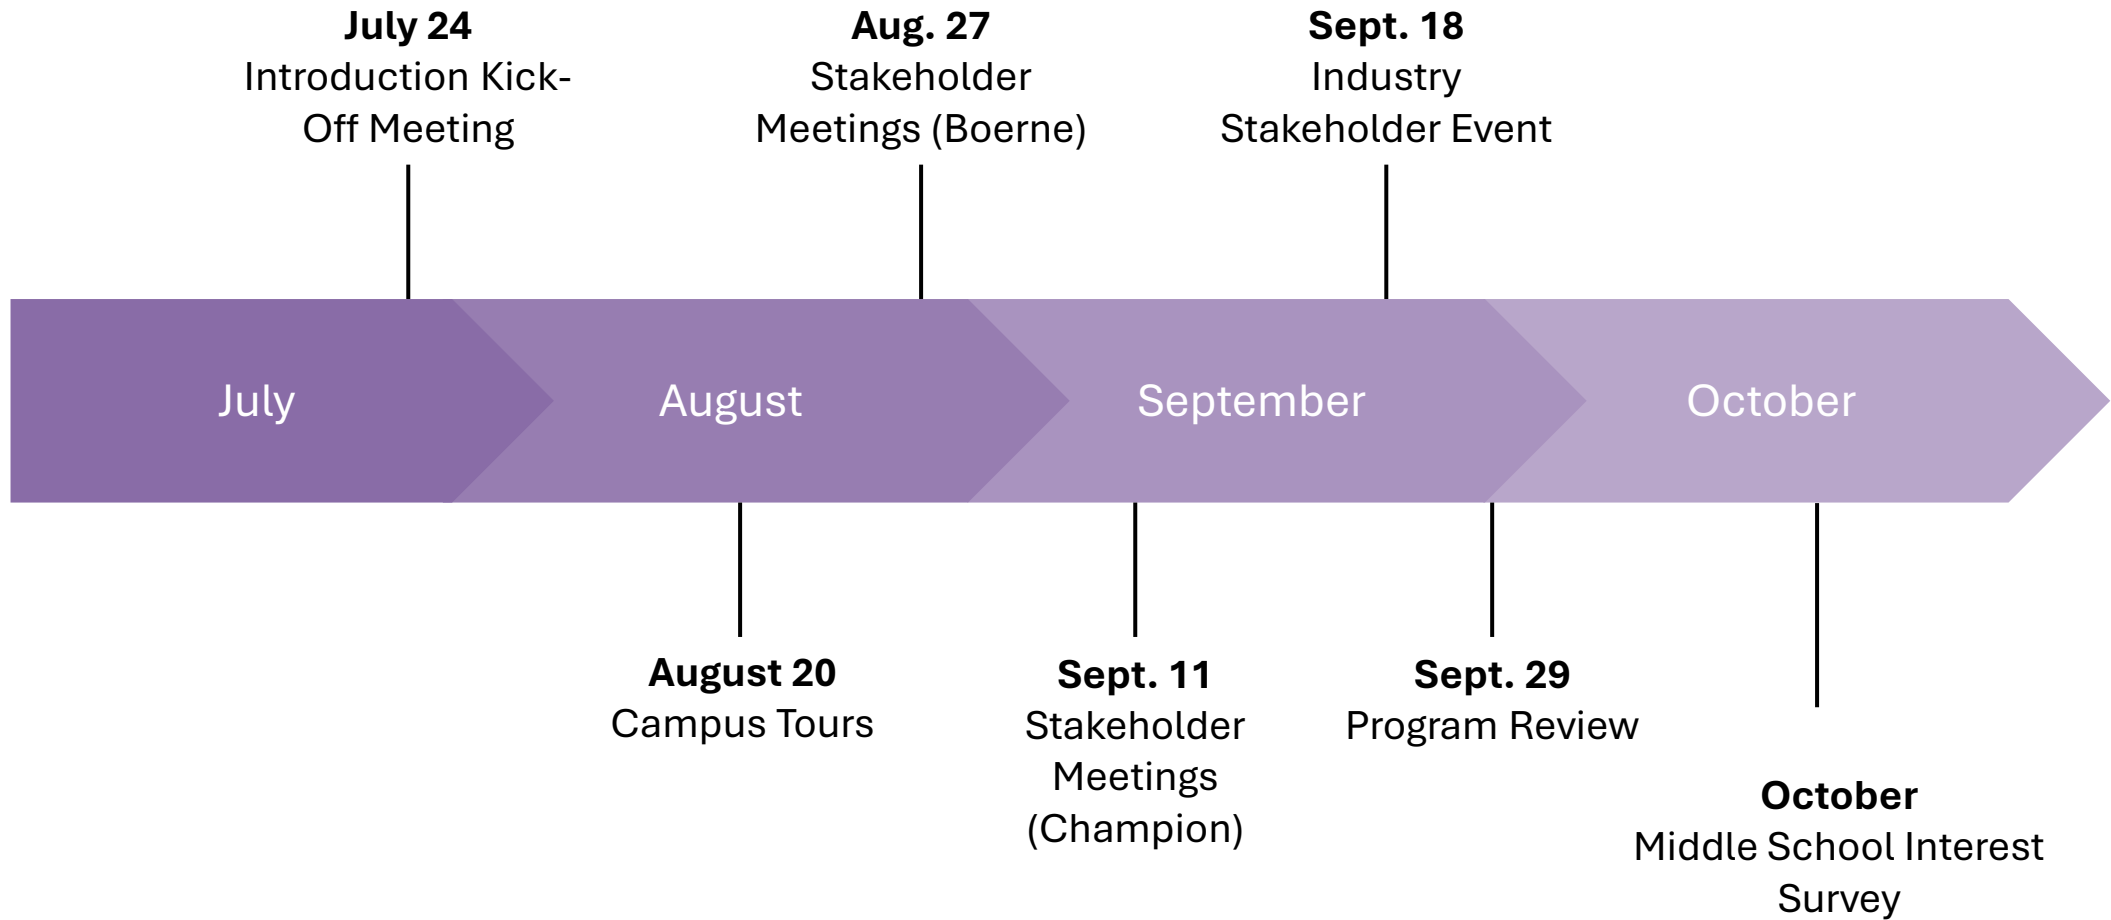 July 24
Introduction Kick-
Off Meeting
Aug. 27
Stakeholder
Meetings (Boerne)
Sept. 18
Industry
Stakeholder Event
July
August
September
October
August 20
Campus Tours
Sept. 11
Stakeholder
Meetings
(Champion)
Sept. 29
Program Review
October
Middle School Interest
Survey